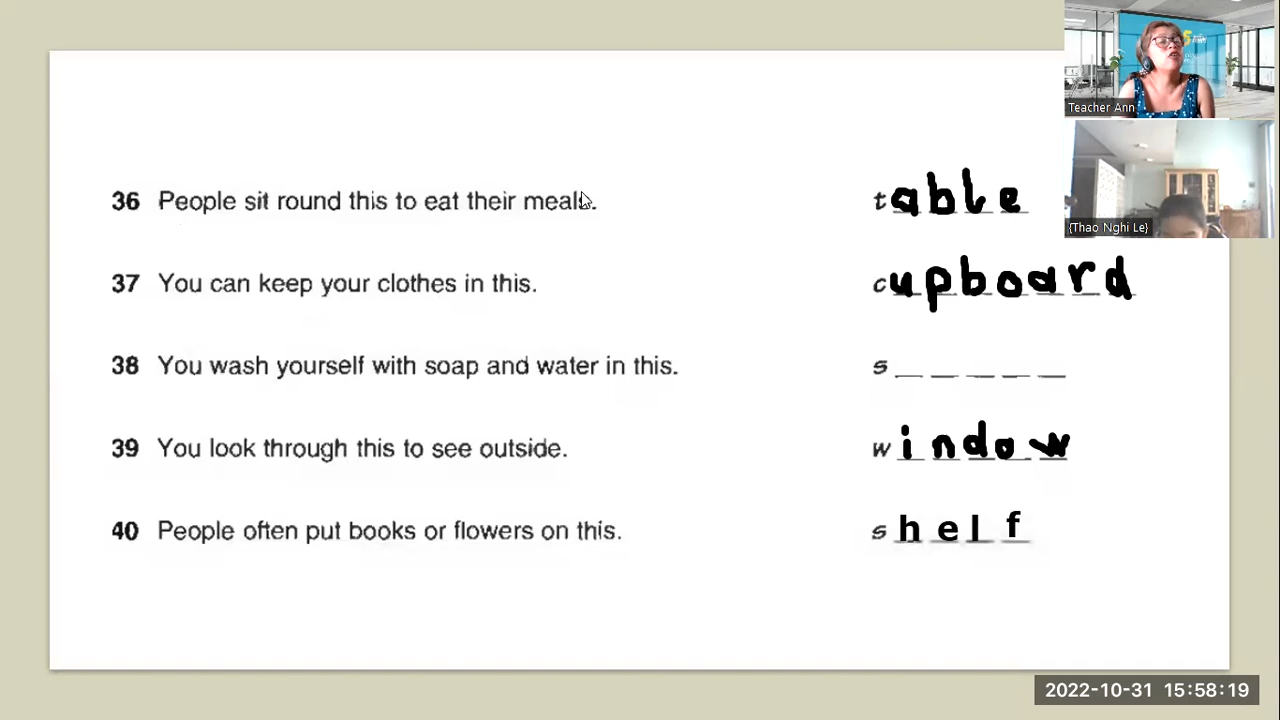 Teacher Ann
{Thao Nghi Le}
36 People sit round this to eat their meals. table
37 You can keep your clothes in this. cupboard
38 You wash yourself with soap and water in this. s _ _ _ _ _
39 You look through this to see outside. window
40 People often put books or flowers on this. shelf
2022-10-31 15:58:19